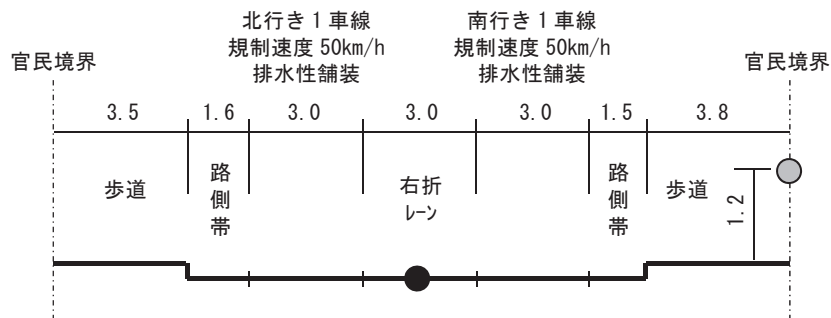 北行き1車線
規制速度 50km/h
排水性舗装
南行き1車線
規制速度 50km/h
排水性舗装
官民境界
官民境界
3.5 1.6 3.0 3.0 3.0 1.5 3.8
歩道
路側帯
右折
レーン
路側帯
歩道
1.2